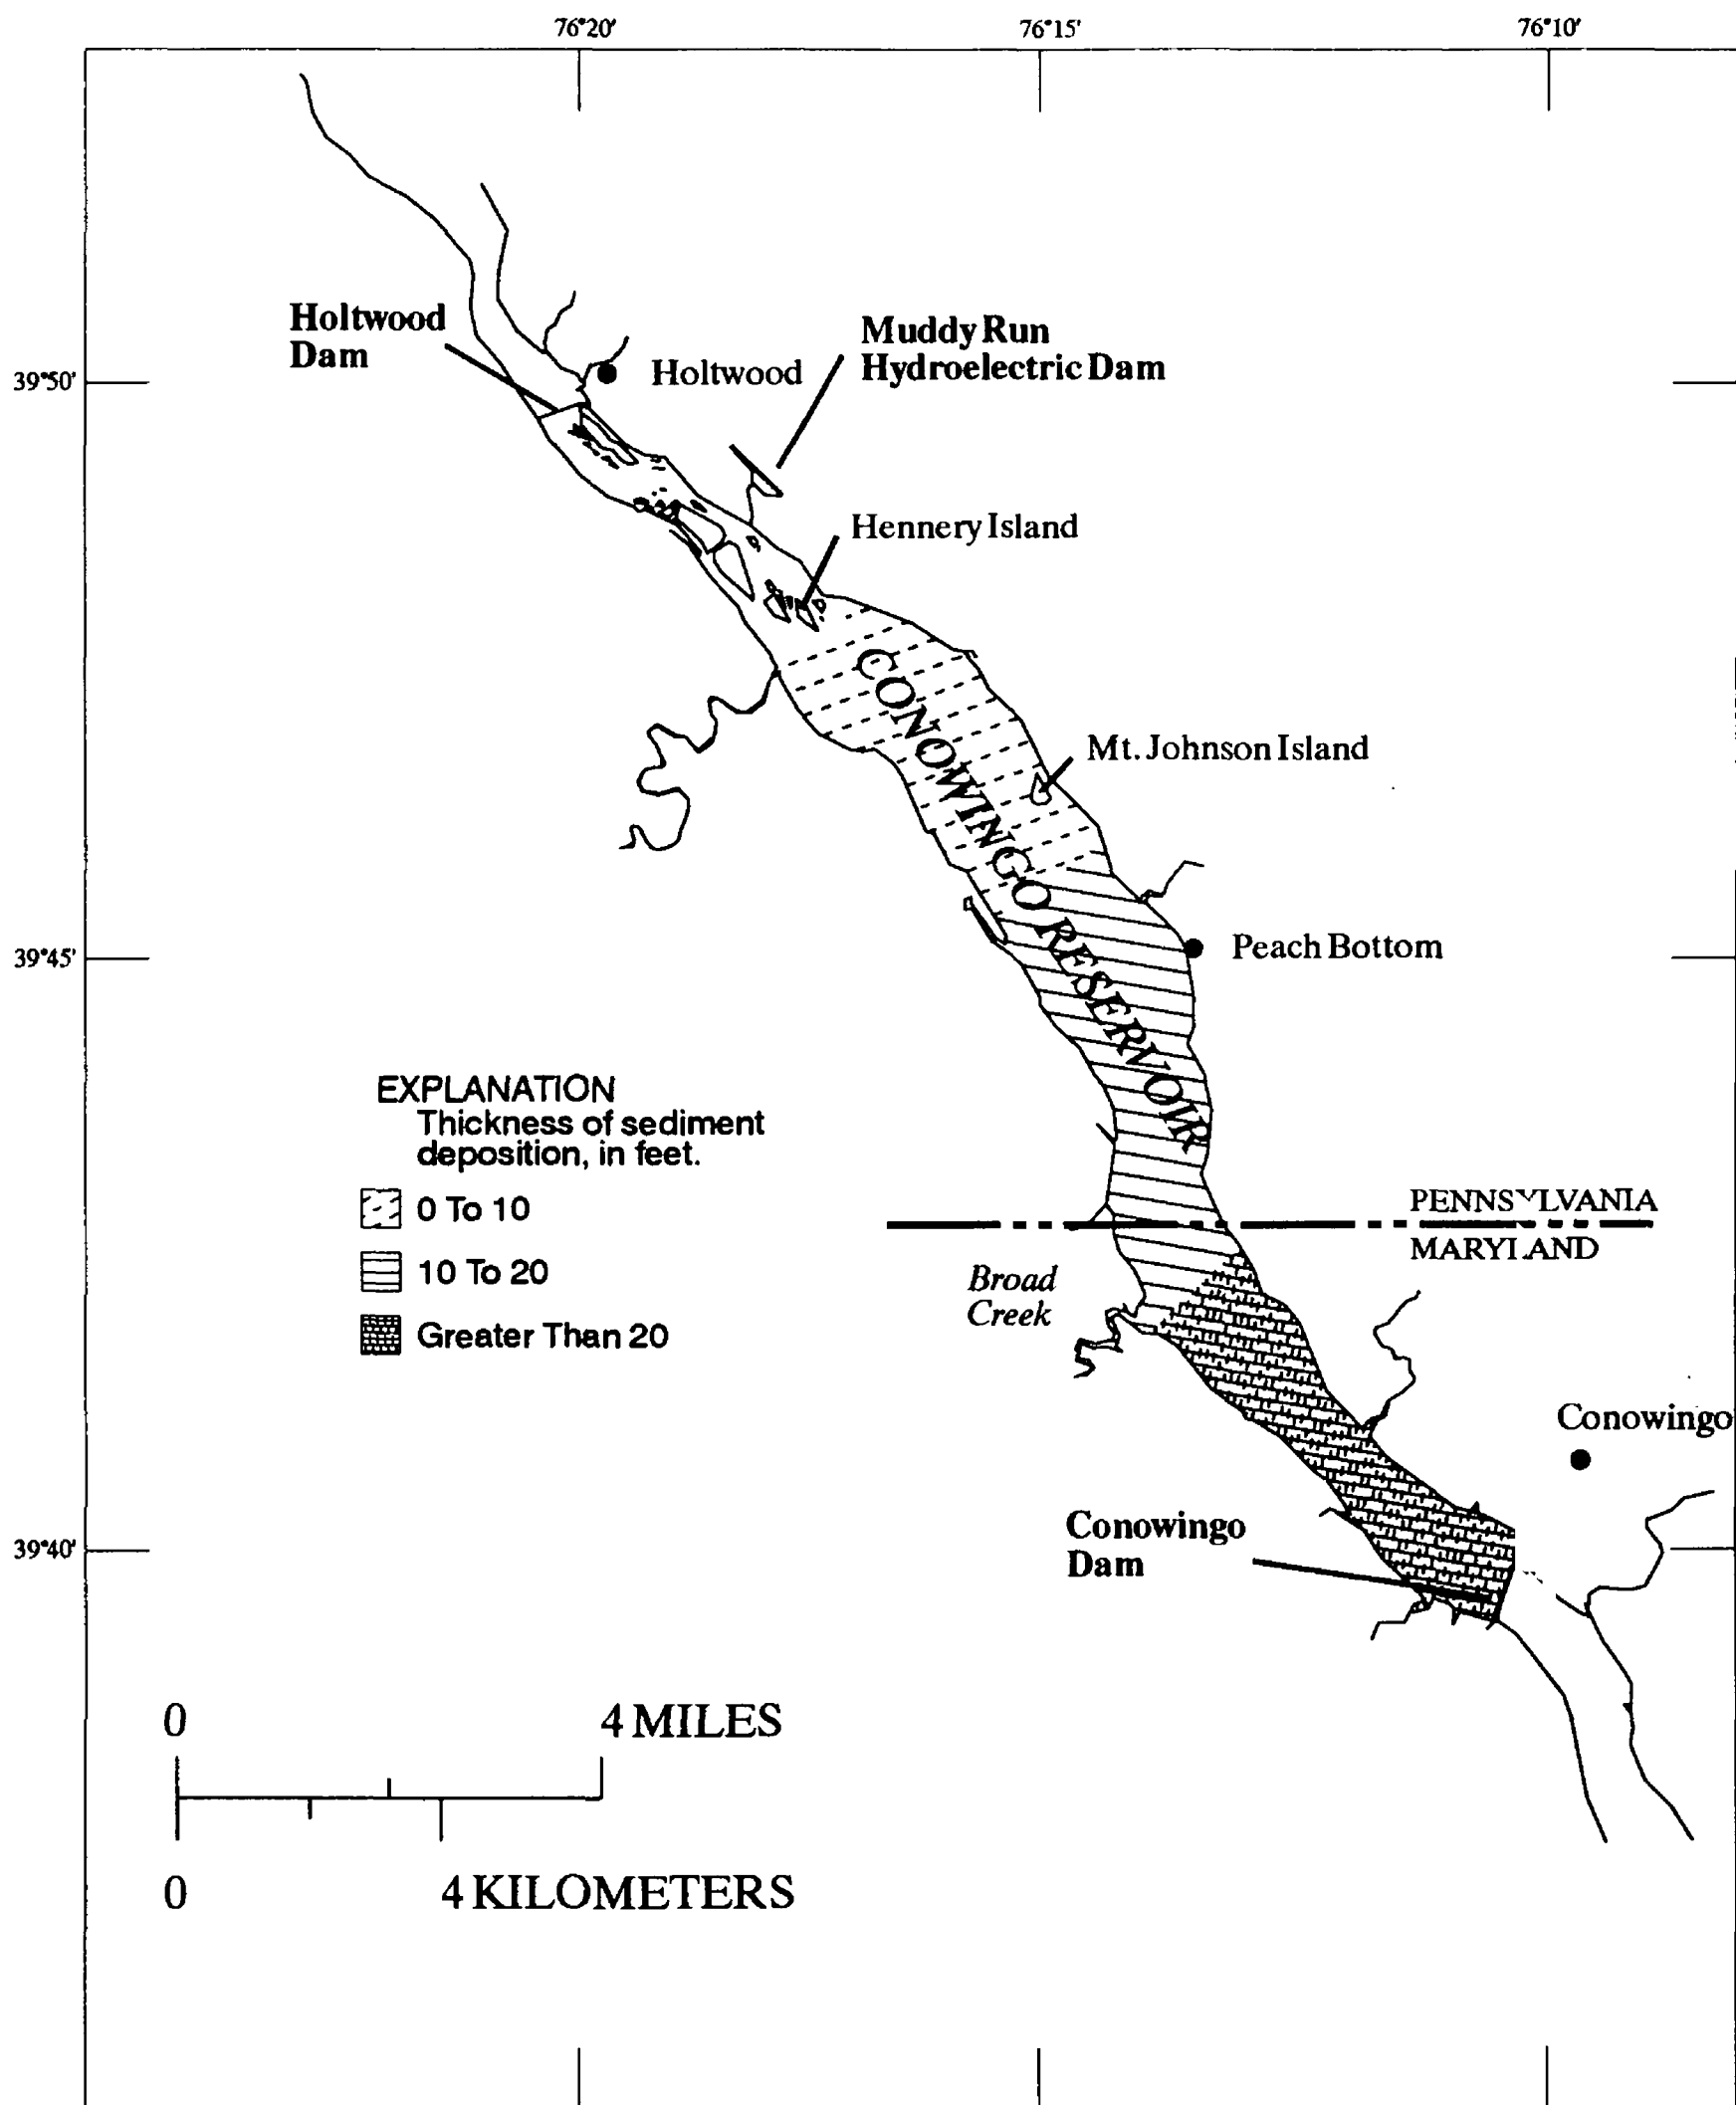 76°20' 76°15' 76°10'
Holtwood
Dam
Muddy Run
Hydroelectric Dam
Holtwood
39°50'
Hennery Island
Mt. Johnson Island
CONOWINGO RESERVOIR
Peach Bottom
39°45'
EXPLANATION
Thickness of sediment
deposition, in feet.
0 To 10
10 To 20
Greater Than 20
PENNSYLVANIA
MARYLAND
Broad
Creek
Conowingo
Conowingo
Dam
39°40'
0 4 MILES
0 4 KILOMETERS